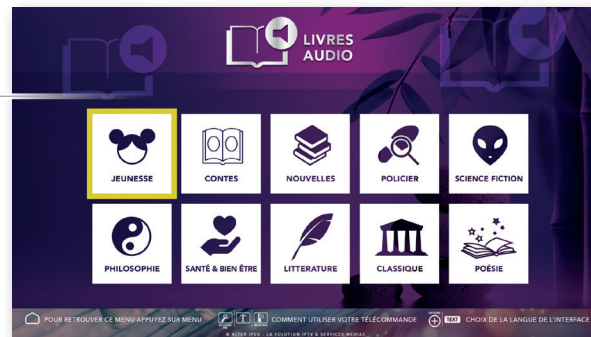 LIVRES
AUDIO
JEUNESSE
CONTES
NOUVELLES
POLICIER
SCIENCE FICTION
PHILOSOPHIE
SANTÉ & BIEN ÊTRE
LITTERATURE
CLASSIQUE
POÉSIE
POUR RETROUVER CE MENU APPUYEZ SUR MENU
COMMENT UTILISER VOTRE TÉLÉCOMMANDE
TEXT CHOIX DE LA LANGUE DE L'INTERFACE
© ALTER IPSO - LA SOLUTION IPTV & SERVICES MEDIAS